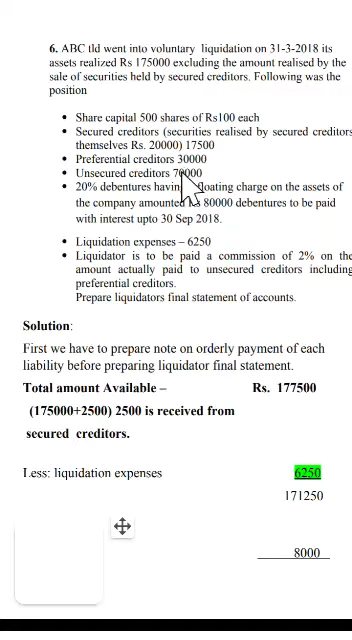 6. ABC tld went into voluntary liquidation on 31-3-2018 its
assets realized Rs 175000 excluding the amount realised by the
sale of securities held by secured creditors. Following was the
position
• Share capital 500 shares of Rs100 each
• Secured creditors (securities realised by secured creditors
themselves Rs. 20000) 17500
• Preferential creditors 30000
• Unsecured creditors 70000
• 20% debentures having floating charge on the assets of
the company amounted Rs 80000 debentures to be paid
with interest upto 30 Sep 2018.
• Liquidation expenses – 6250
• Liquidator is to be paid a commission of 2% on the
amount actually paid to unsecured creditors including
preferential creditors.
Prepare liquidators final statement of accounts.
Solution:
First we have to prepare note on orderly payment of each
liability before preparing liquidator final statement.
Total amount Available – Rs. 177500
(175000+2500) 2500 is received from
secured creditors.
Less: liquidation expenses 6250
171250
8000